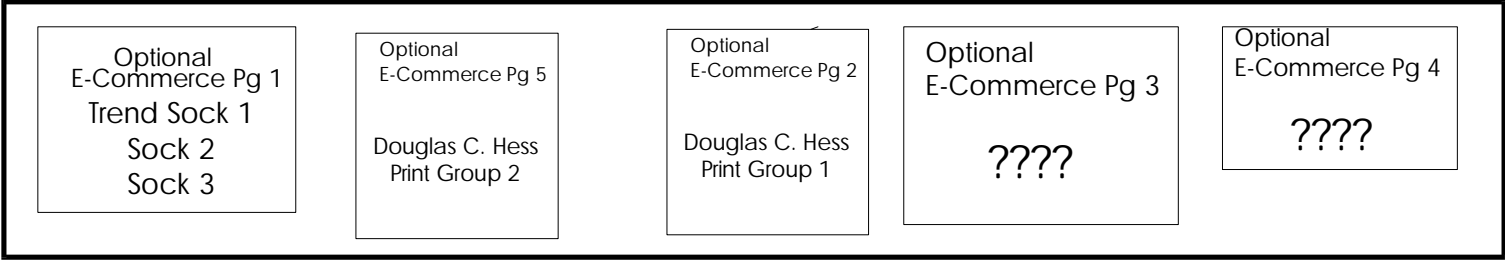 Optional
E-Commerce Pg 1
Trend Sock 1
Sock 2
Sock 3
Optional
E-Commerce Pg 5
Douglas C. Hess
Print Group 2
Optional
E-Commerce Pg 2
Douglas C. Hess
Print Group 1
Optional
E-Commerce Pg 3
????
Optional
E-Commerce Pg 4
????